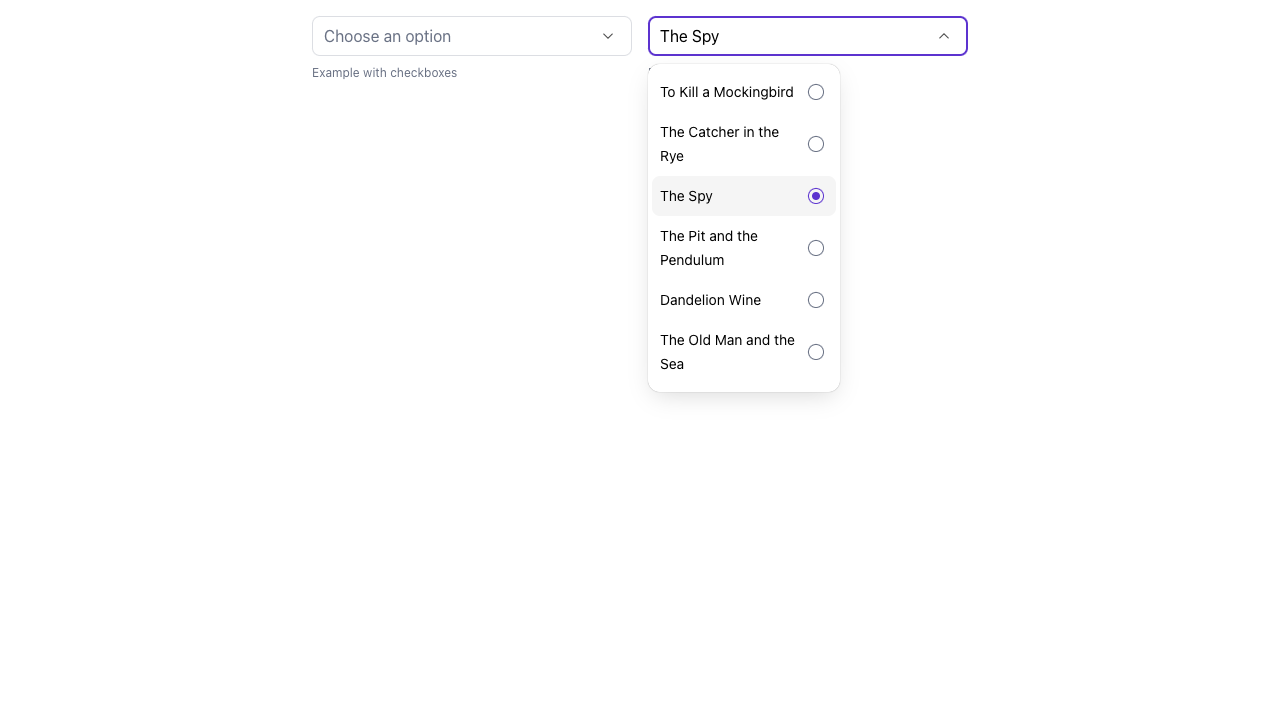 Choose an option
The Spy
Example with checkboxes
To Kill a Mockingbird
The Catcher in the
Rye
The Spy
The Pit and the
Pendulum
Dandelion Wine
The Old Man and the
Sea